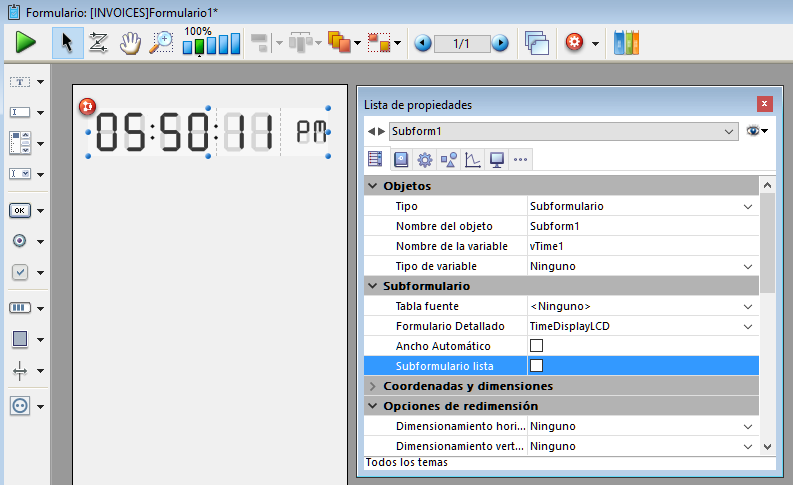 Formulario: [INVOICES]Formulario1*
100%
1/1
05:50:11 PM
Lista de propiedades
Subform1
Objetos
Tipo Subformulario
Nombre del objeto Subform1
Nombre de la variable vTime1
Tipo de variable Ninguno
Subformulario
Tabla fuente <Ninguno>
Formulario Detallado TimeDisplayLCD
Ancho Automático
Subformulario lista
Coordenadas y dimensiones
Opciones de redimensión
Dimensionamiento hori... Ninguno
Dimensionamiento vert... Ninguno
Todos los temas
T
OK